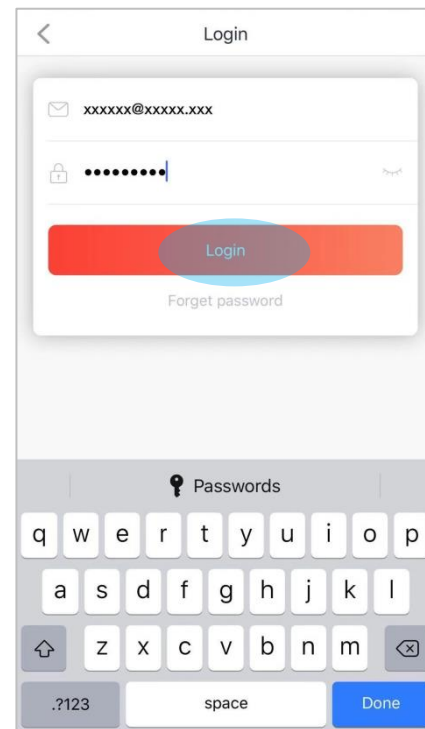 Login
xxxxxx@xxxxx.xxx
•••••••••
Login
Forget password
Passwords
q w e r t y u i o p
a s d f g h j k l
z x c v b n m
.?123 space Done